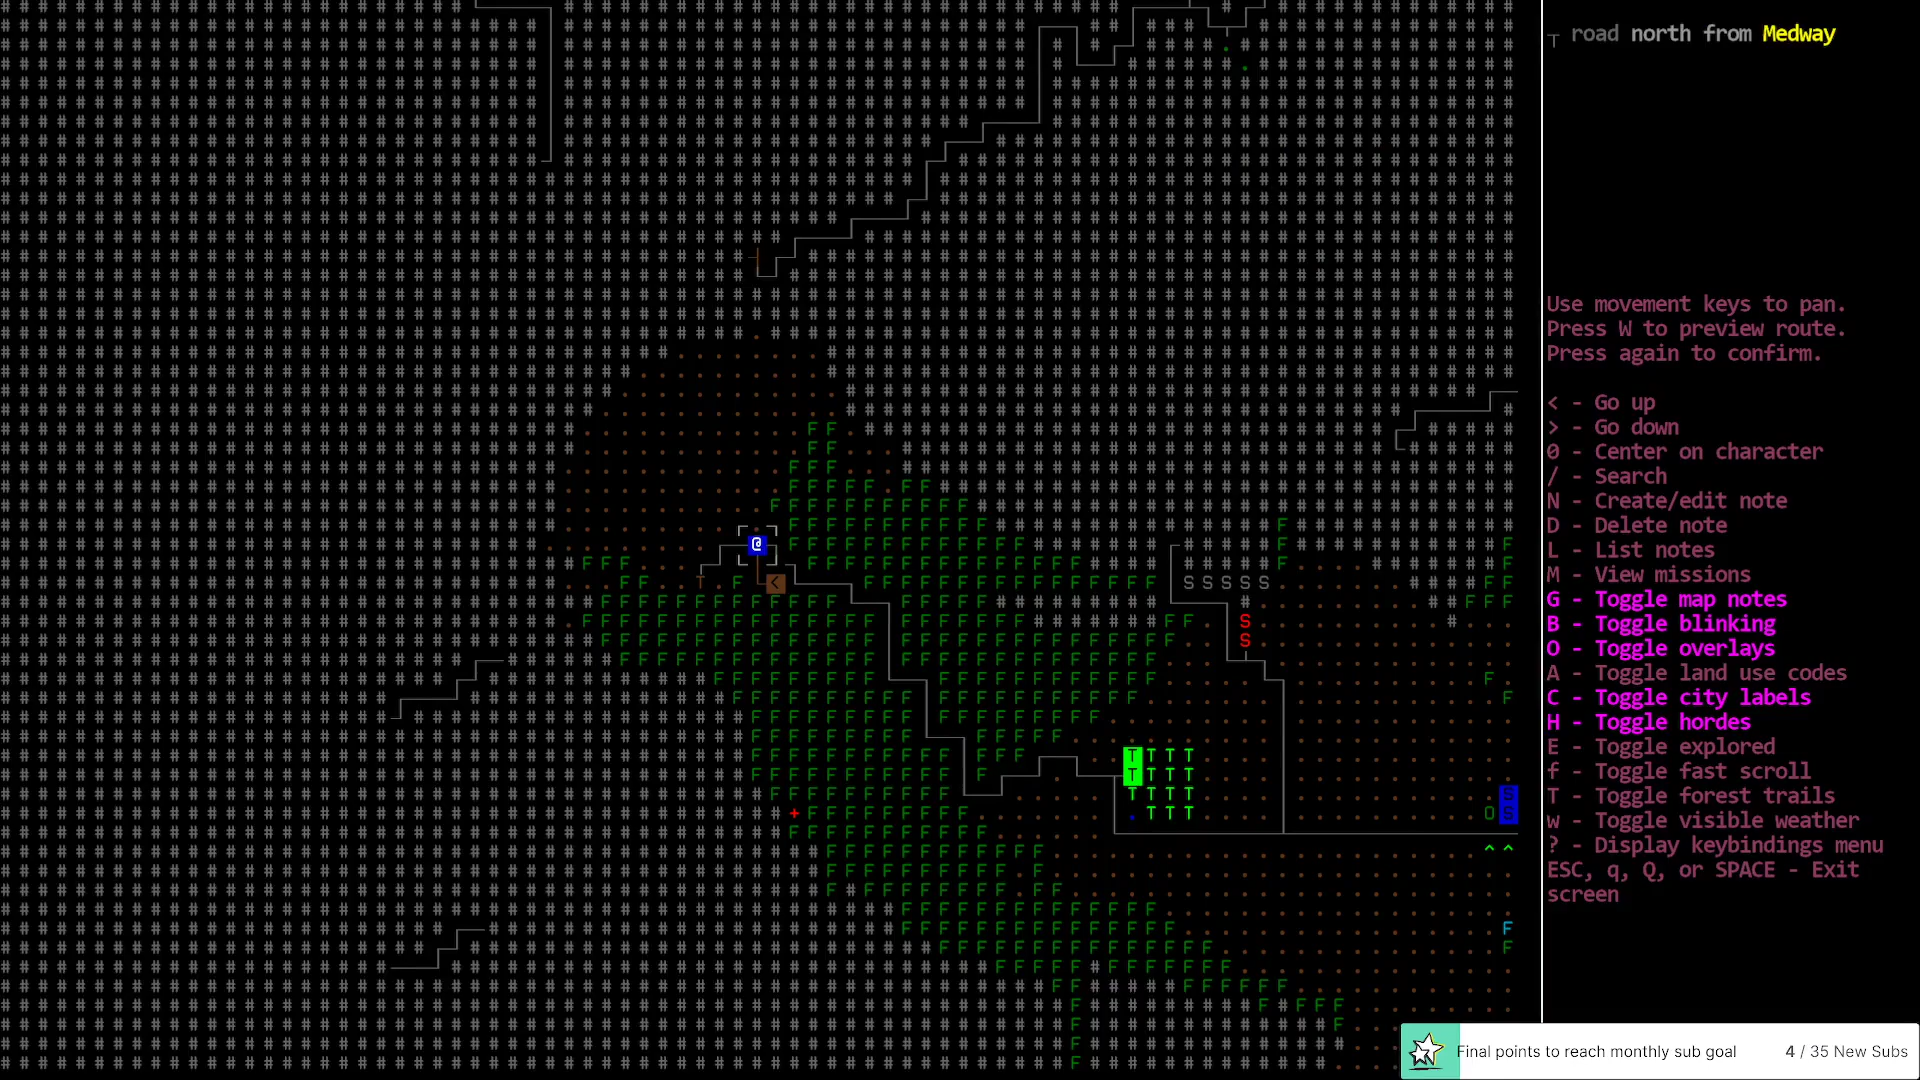 ┬ road north from Medway
Use movement keys to pan.
Press W to preview route.
Press again to confirm.
< - Go up
> - Go down
0 - Center on character
/ - Search
N - Create/edit note
D - Delete note
L - List notes
M - View missions
G - Toggle map notes
B - Toggle blinking
O - Toggle overlays
A - Toggle land use codes
C - Toggle city labels
H - Toggle hordes
E - Toggle explored
f - Toggle fast scroll
T - Toggle forest trails
w - Toggle visible weather
? - Display keybindings menu
ESC, q, Q, or SPACE - Exit
screen
Final points to reach monthly sub goal 4 / 35 New Subs